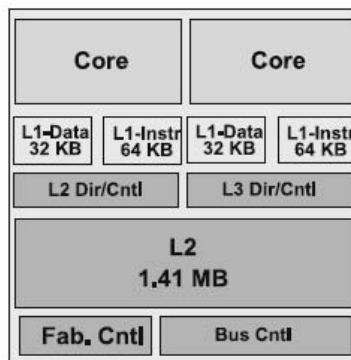 Core Core
L1-Data L1-Instr L1-Data L1-Instr
32 KB 64 KB 32 KB 64 KB
L2 Dir/Cntl L3 Dir/Cntl
L2
1.41 MB
Fab. Cntl Bus Cntl